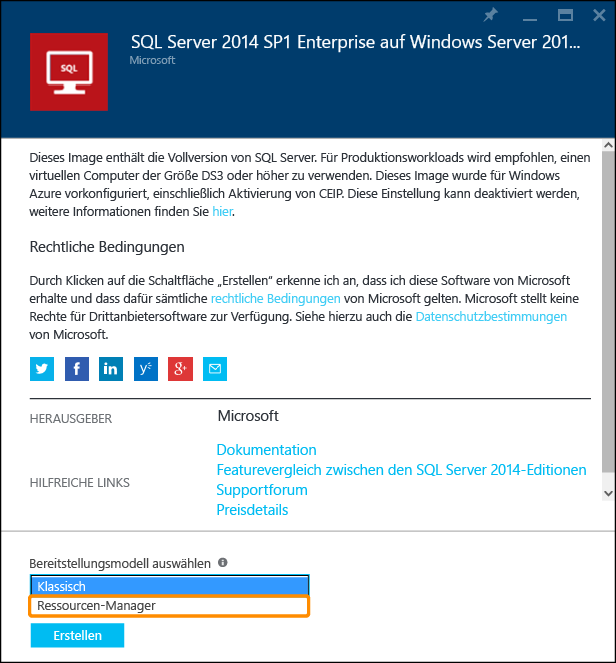 SQL Server 2014 SP1 Enterprise auf Windows Server 201...
Microsoft
SQL
Dieses Image enthält die Vollversion von SQL Server. Für Produktionsworkloads wird empfohlen, einen
virtuellen Computer der Größe DS3 oder höher zu verwenden. Dieses Image wurde für Windows
Azure vorkonfiguriert, einschließlich Aktivierung von CEIP. Diese Einstellung kann deaktiviert werden,
weitere Informationen finden Sie hier.
Rechtliche Bedingungen
Durch Klicken auf die Schaltfläche „Erstellen“ erkenne ich an, dass ich diese Software von Microsoft
erhalte und dass dafür sämtliche rechtliche Bedingungen von Microsoft gelten. Microsoft stellt keine
Rechte für Drittanbietersoftware zur Verfügung. Siehe hierzu auch die Datenschutzbestimmungen
von Microsoft.
HERAUSGEBER
Microsoft
HILFREICHE LINKS
Dokumentation
Featurevergleich zwischen den SQL Server 2014-Editionen
Supportforum
Preisdetails
Bereitstellungsmodell auswählen
Klassisch
Ressourcen-Manager
Erstellen